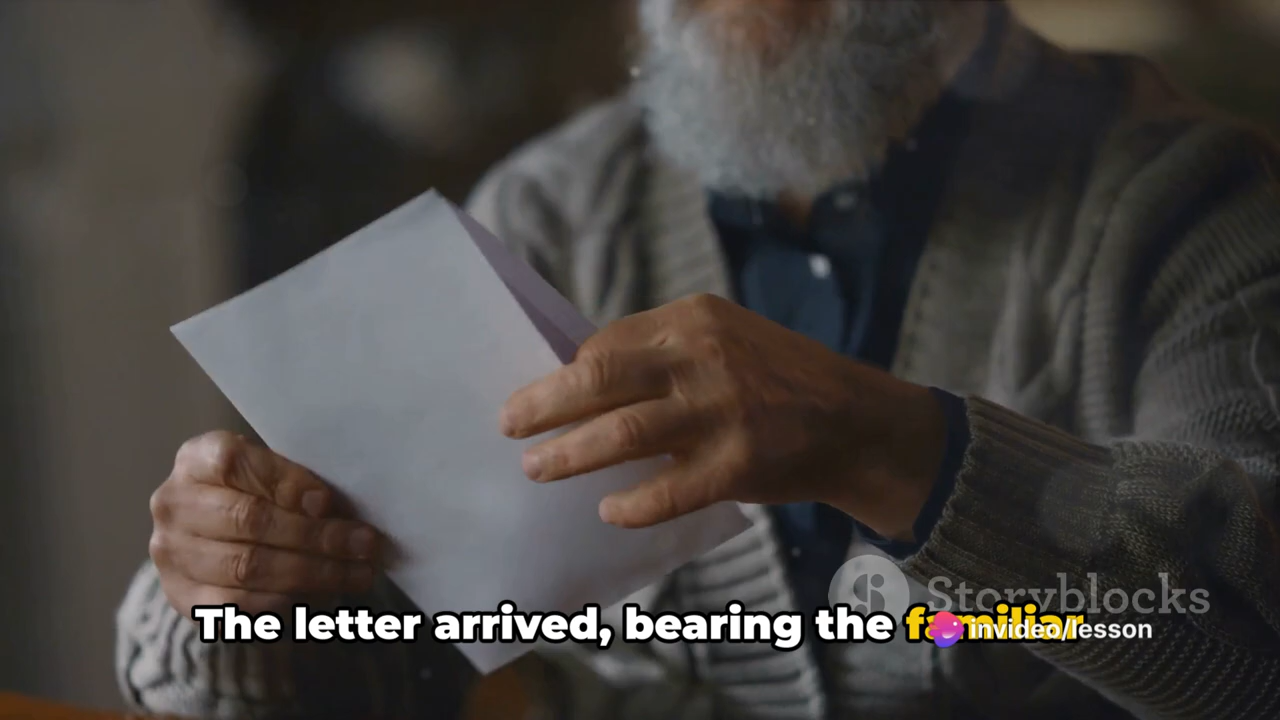 Storyblocks
The letter arrived, bearing the familiar
invideo/lesson